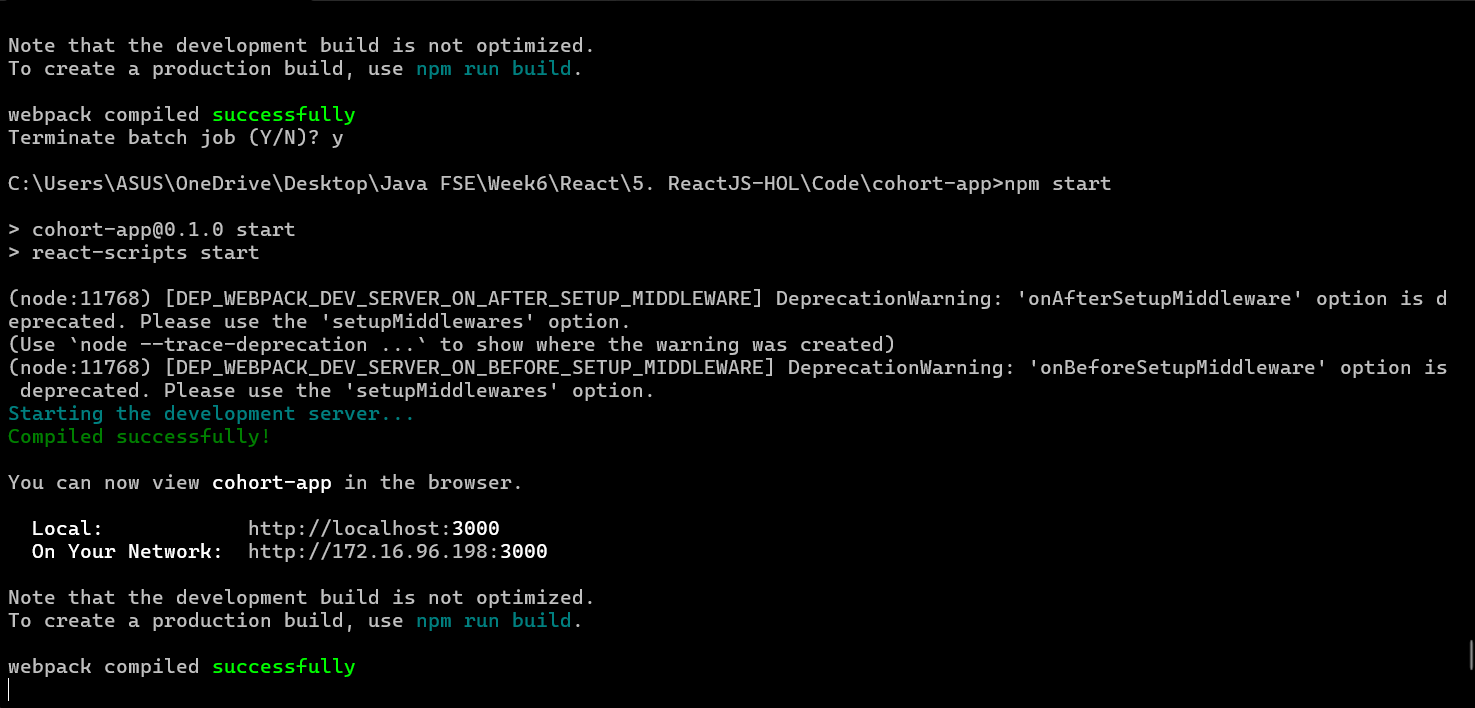 Note that the development build is not optimized.
To create a production build, use npm run build.
webpack compiled successfully
Terminate batch job (Y/N)? y
C:\Users\ASUS\OneDrive\Desktop\Java FSE\Week6\React\5. ReactJS-HOL\Code\cohort-app>npm start
> cohort-app@0.1.0 start
> react-scripts start
(node:11768) [DEP_WEBPACK_DEV_SERVER_ON_AFTER_SETUP_MIDDLEWARE] DeprecationWarning: 'onAfterSetupMiddleware' option is d
eprecated. Please use the 'setupMiddlewares' option.
(Use `node --trace-deprecation ...` to show where the warning was created)
(node:11768) [DEP_WEBPACK_DEV_SERVER_ON_BEFORE_SETUP_MIDDLEWARE] DeprecationWarning: 'onBeforeSetupMiddleware' option is
 deprecated. Please use the 'setupMiddlewares' option.
Starting the development server...
Compiled successfully!
You can now view cohort-app in the browser.
  Local:            http://localhost:3000
  On Your Network:  http://172.16.96.198:3000
Note that the development build is not optimized.
To create a production build, use npm run build.
webpack compiled successfully